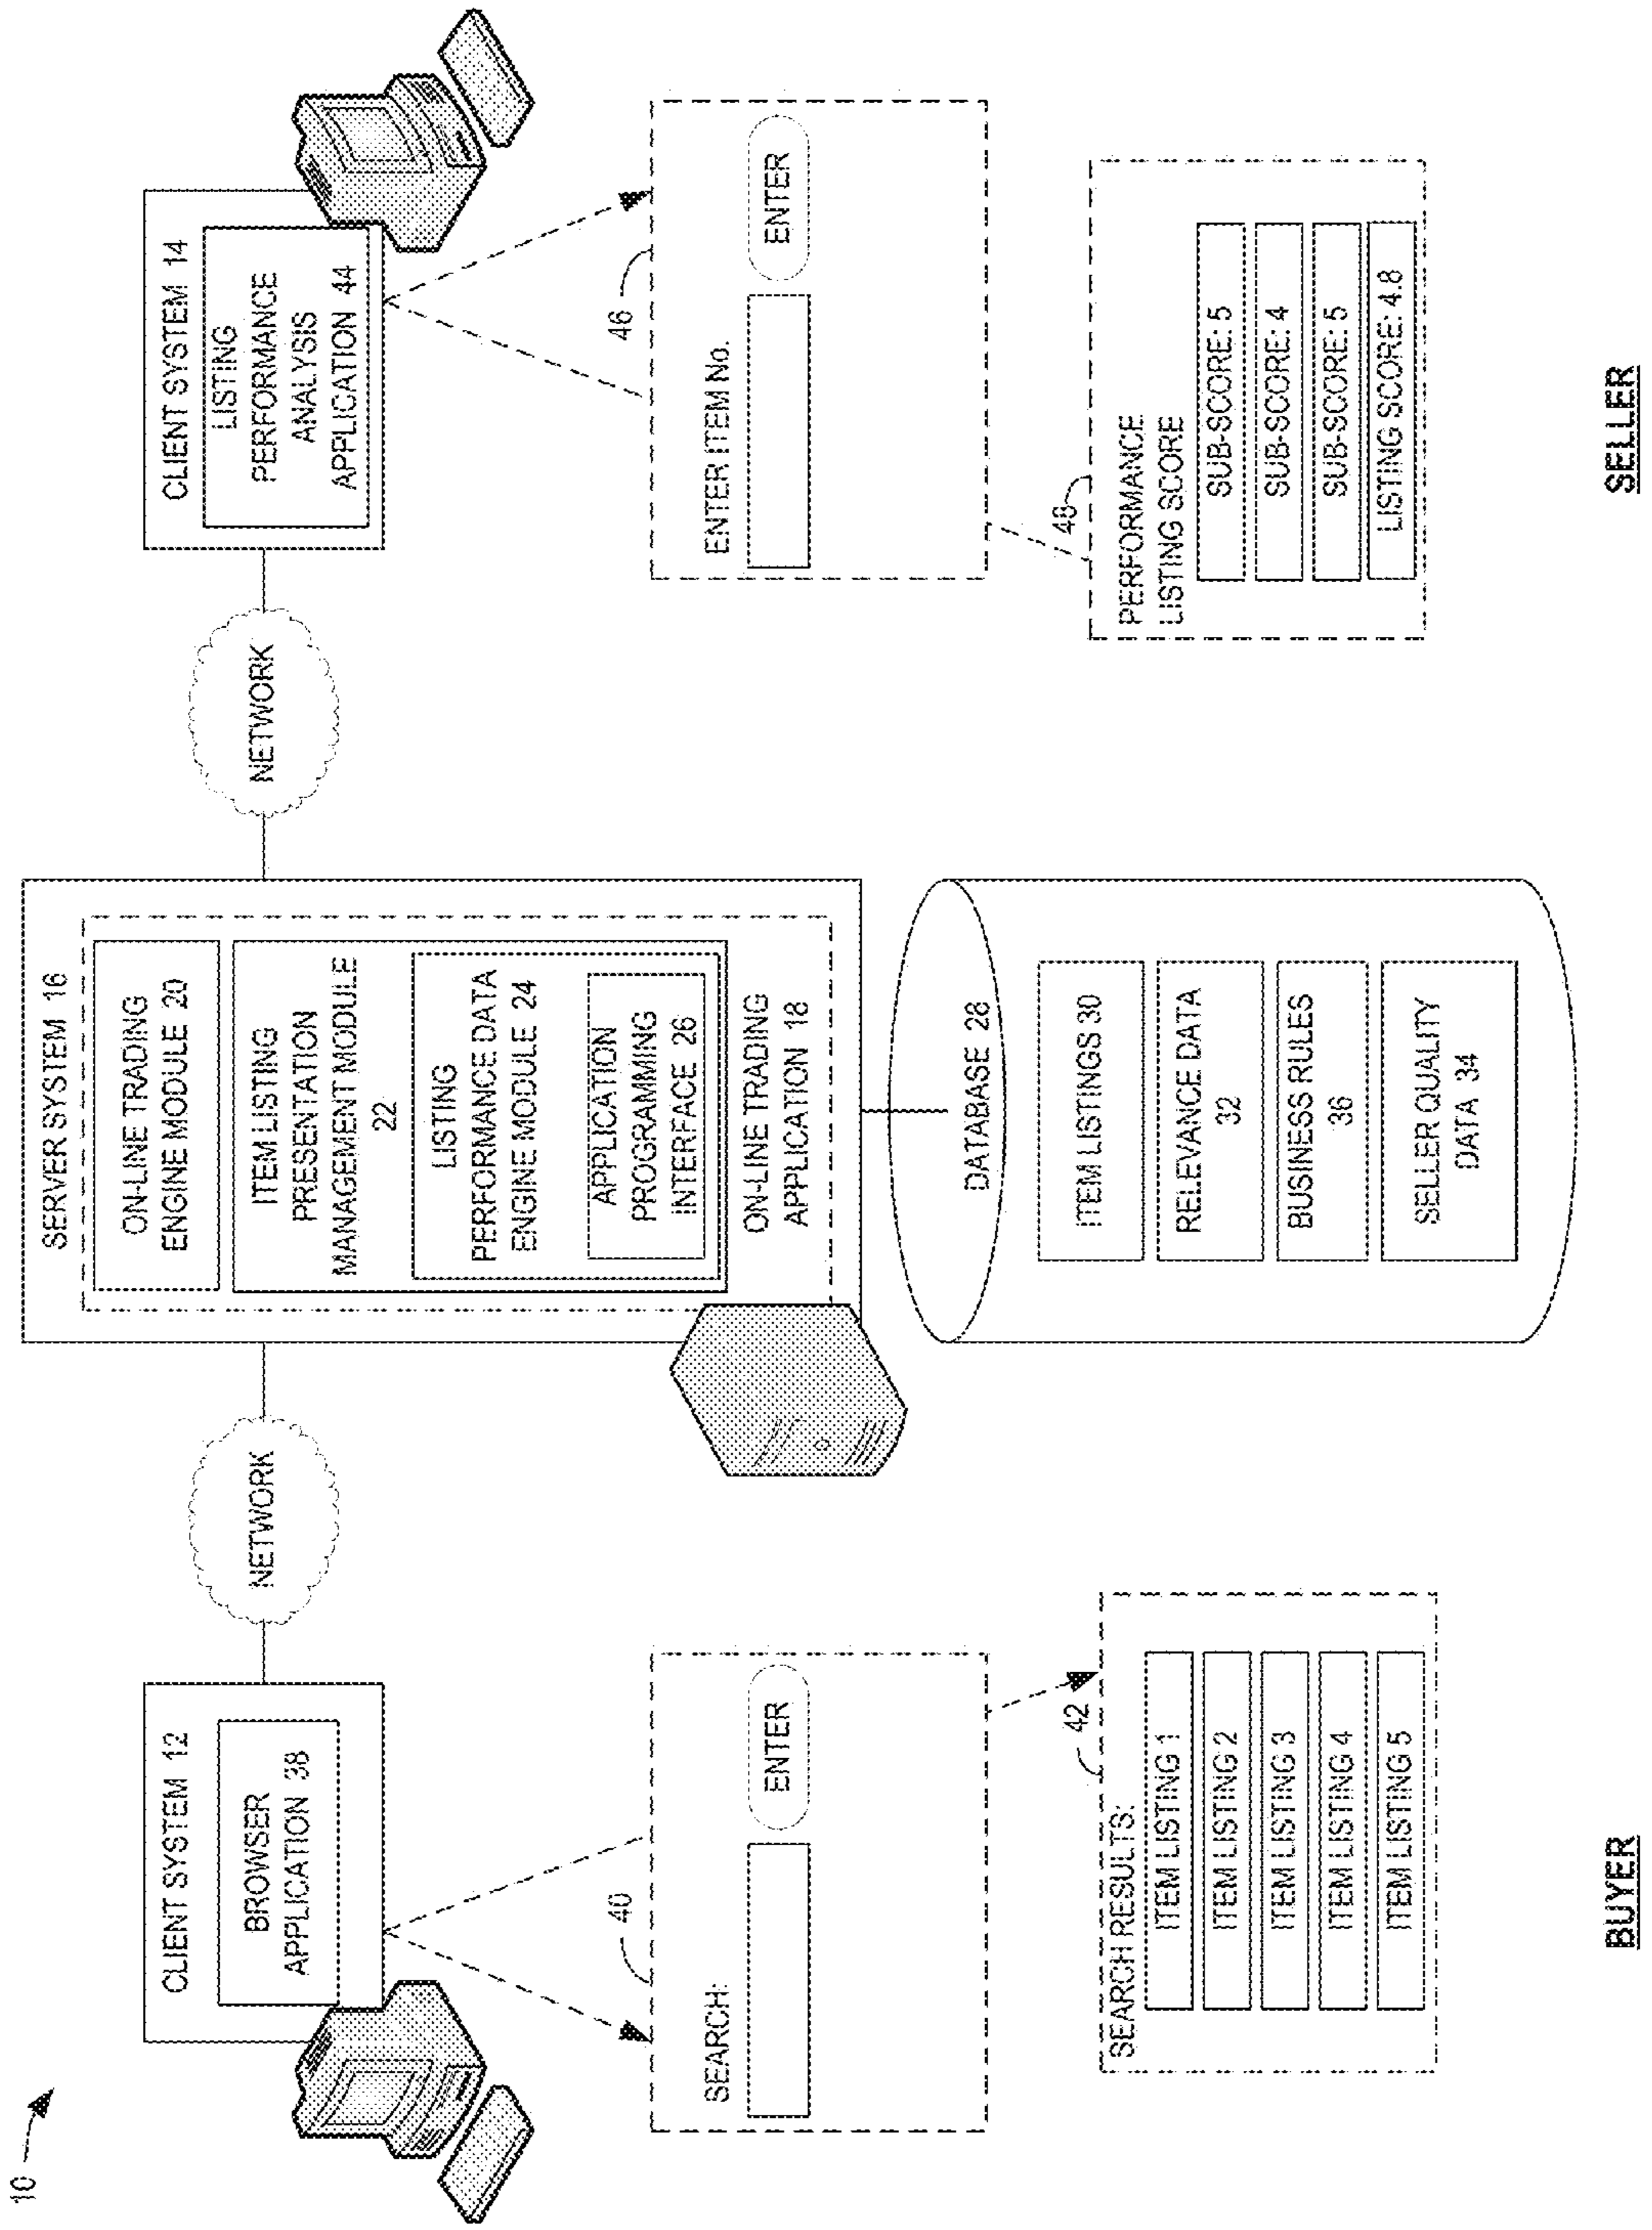 10
CLIENT SYSTEM 12
BROWSER
APPLICATION 38
NETWORK
SERVER SYSTEM 16
ON-LINE TRADING
ENGINE MODULE 20
ITEM LISTING
PRESENTATION
MANAGEMENT MODULE
22
LISTING
PERFORMANCE DATA
ENGINE MODULE 24
APPLICATION
PROGRAMMING
INTERFACE 26
ON-LINE TRADING
APPLICATION 18
NETWORK
CLIENT SYSTEM 14
LISTING
PERFORMANCE
ANALYSIS
APPLICATION 44
40
SEARCH:
ENTER
42
SEARCH RESULTS:
ITEM LISTING 1
ITEM LISTING 2
ITEM LISTING 3
ITEM LISTING 4
ITEM LISTING 5
DATABASE 28
ITEM LISTINGS 30
RELEVANCE DATA
32
BUSINESS RULES
36
SELLER QUALITY
DATA 34
46
ENTER ITEM No.
ENTER
48
PERFORMANCE
LISTING SCORE
SUB-SCORE: 5
SUB-SCORE: 4
SUB-SCORE: 5
LISTING SCORE: 4.8
BUYER
SELLER